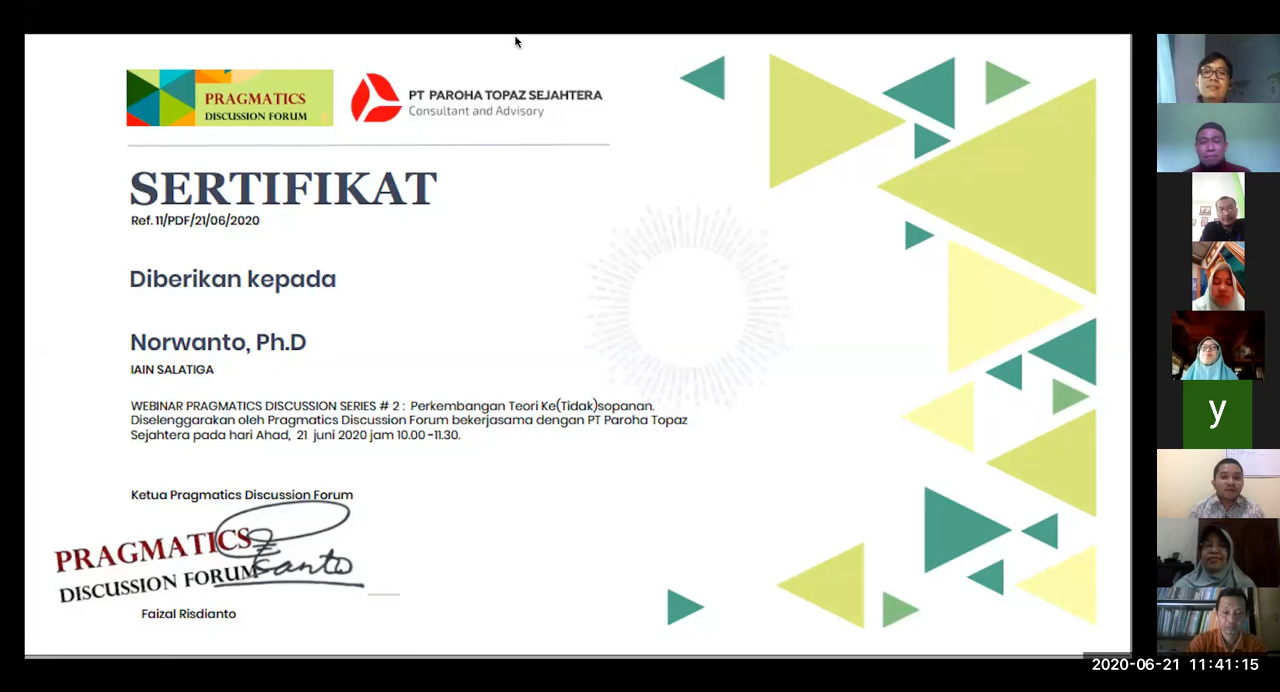 PRAGMATICS
DISCUSSION FORUM
PT PAROHA TOPAZ SEJAHTERA
Consultant and Advisory
SERTIFIKAT
Ref. 11/PDF/21/06/2020
Diberikan kepada
Norwanto, Ph.D
IAIN SALATIGA
WEBINAR PRAGMATICS DISCUSSION SERIES # 2 : Perkembangan Teori Ke(Tidak)sopanan.
Diselenggarakan oleh Pragmatics Discussion Forum bekerjasama dengan PT Paroha Topaz
Sejahtera pada hari Ahad, 21 juni 2020 jam 10.00 -11.30.
Ketua Pragmatics Discussion Forum
PRAGMATICS
DISCUSSION FORUM
Santo
Faizal Risdianto
y
2020-06-21 11:41:15